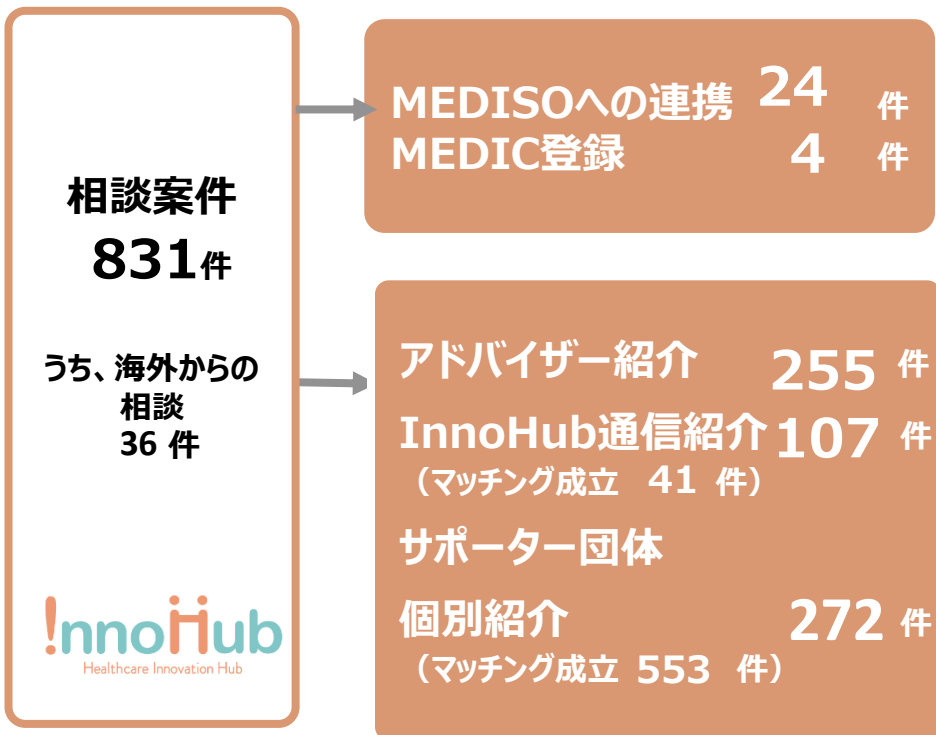 相談案件
831件
うち、海外からの
相談
36 件
InnoHub
Healthcare Innovation Hub
MEDISOへの連携 24 件
MEDIC登録 4 件
アドバイザー紹介 255 件
InnoHub通信紹介 107 件
（マッチング成立 41 件）
サポーター団体
個別紹介 272 件
（マッチング成立 553 件）